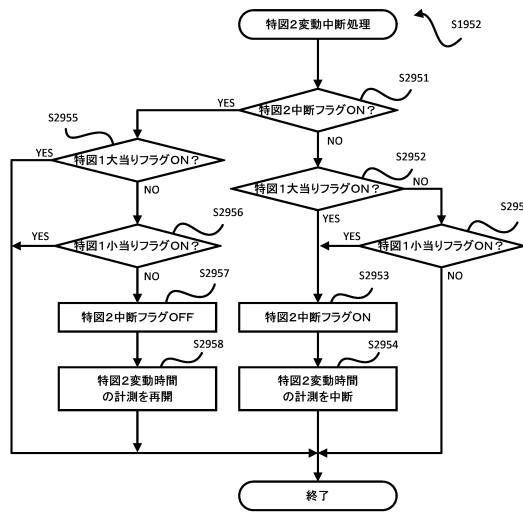 特図2変動中断処理
S1952
S2951
特図2中断フラグON?
YES
NO
S2955
特図1大当りフラグON?
YES
NO
S2952
特図1大当りフラグON?
NO
YES
S2956
特図1小当りフラグON?
YES
NO
特図1小当りフラグON?
YES
NO
S2957
特図2中断フラグOFF
S2953
特図2中断フラグON
S2958
特図2変動時間
の計測を再開
S2954
特図2変動時間
の計測を中断
終了